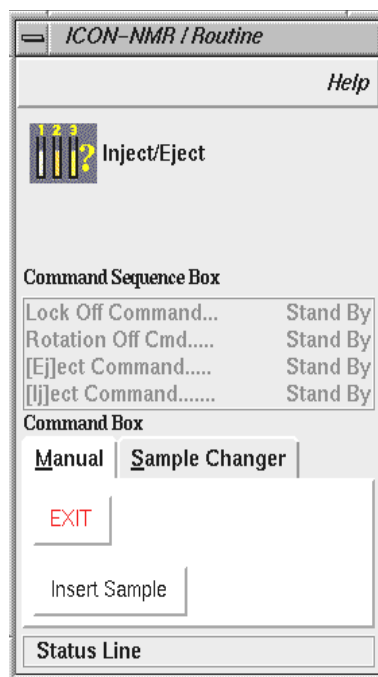 ICON-NMR / Routine
Help
1 2 3
? Inject/Eject
Command Sequence Box
Lock Off Command... Stand By
Rotation Off Cmd..... Stand By
[Ej]ect Command..... Stand By
[Ij]ect Command....... Stand By
Command Box
Manual Sample Changer
EXIT
Insert Sample
Status Line